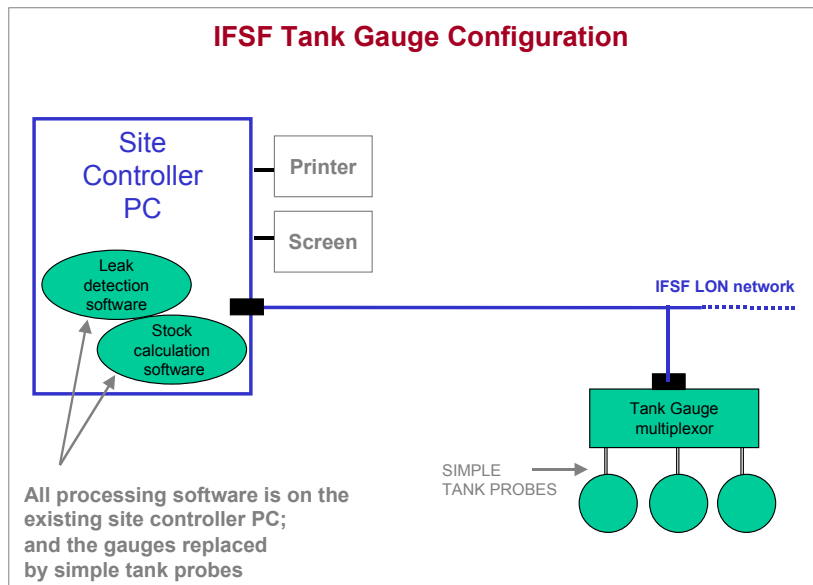 IFSF Tank Gauge Configuration
Site
Controller
PC
Printer
Screen
Leak
detection
software
Stock
calculation
software
IFSF LON network
Tank Gauge
multiplexor
SIMPLE
TANK PROBES
All processing software is on the
existing site controller PC;
and the gauges replaced
by simple tank probes